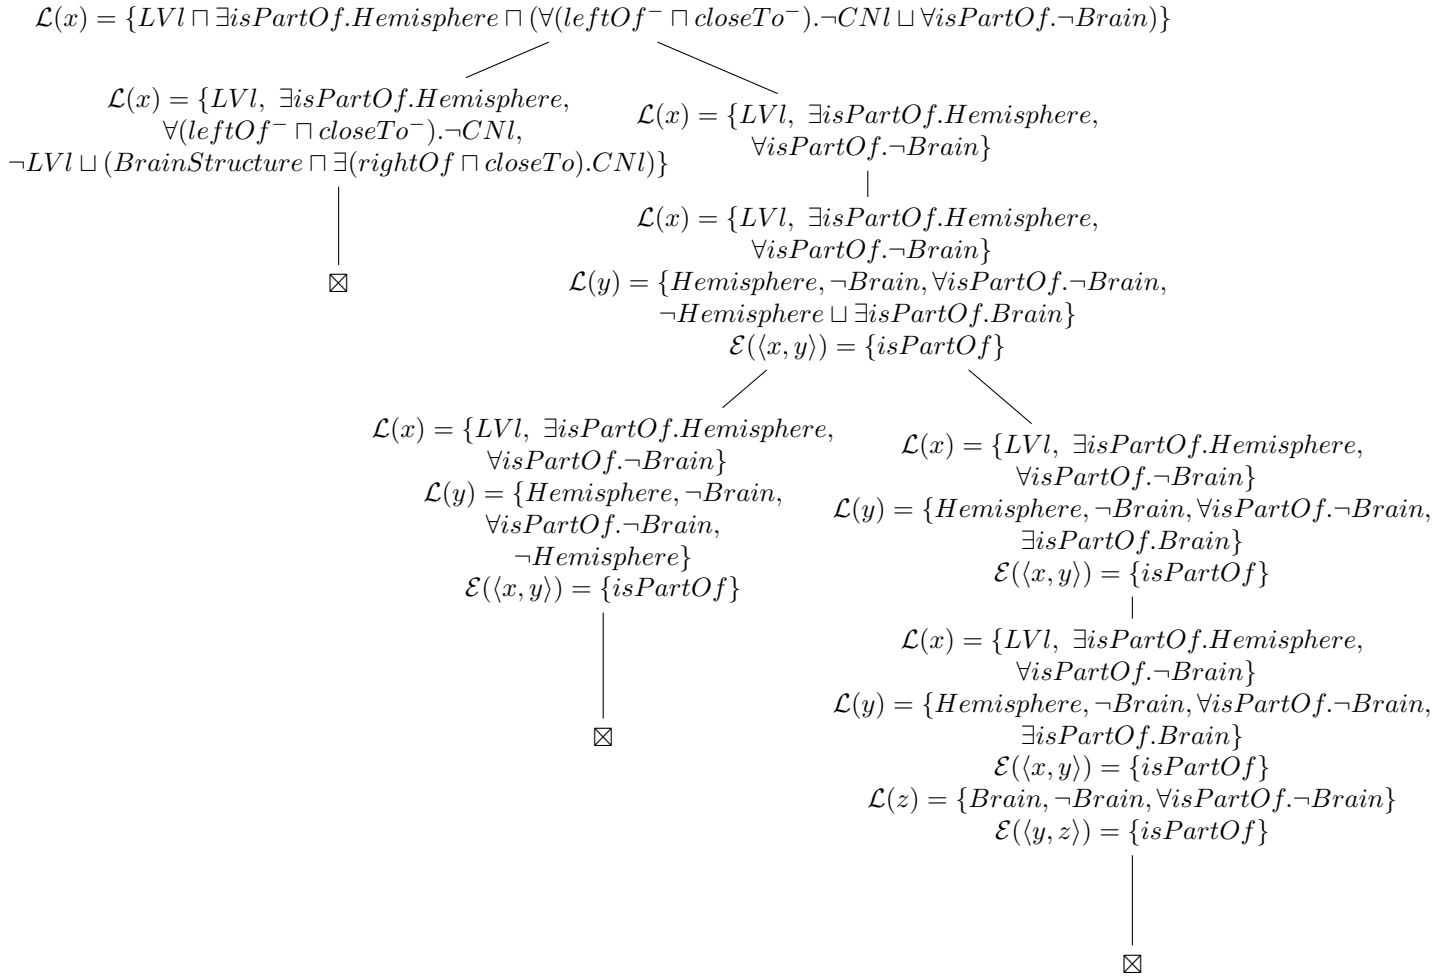 ℒ(x) = {LVl ⊓ ∃isPartOf.Hemisphere ⊓ (∀(leftOf⁻ ⊓ closeTo⁻).¬CNl ⊔ ∀isPartOf.¬Brain)}
ℒ(x) = {LVl, ∃isPartOf.Hemisphere,
∀(leftOf⁻ ⊓ closeTo⁻).¬CNl,
¬LVl ⊔ (BrainStructure ⊓ ∃(rightOf ⊓ closeTo).CNl)}
⊠
ℒ(x) = {LVl, ∃isPartOf.Hemisphere,
∀isPartOf.¬Brain}
ℒ(x) = {LVl, ∃isPartOf.Hemisphere,
∀isPartOf.¬Brain}
ℒ(y) = {Hemisphere, ¬Brain, ∀isPartOf.¬Brain,
¬Hemisphere ⊔ ∃isPartOf.Brain}
ℰ(⟨x, y⟩) = {isPartOf}
ℒ(x) = {LVl, ∃isPartOf.Hemisphere,
∀isPartOf.¬Brain}
ℒ(y) = {Hemisphere, ¬Brain,
∀isPartOf.¬Brain,
¬Hemisphere}
ℰ(⟨x, y⟩) = {isPartOf}
⊠
ℒ(x) = {LVl, ∃isPartOf.Hemisphere,
∀isPartOf.¬Brain}
ℒ(y) = {Hemisphere, ¬Brain, ∀isPartOf.¬Brain,
∃isPartOf.Brain}
ℰ(⟨x, y⟩) = {isPartOf}
ℒ(x) = {LVl, ∃isPartOf.Hemisphere,
∀isPartOf.¬Brain}
ℒ(y) = {Hemisphere, ¬Brain, ∀isPartOf.¬Brain,
∃isPartOf.Brain}
ℰ(⟨x, y⟩) = {isPartOf}
ℒ(z) = {Brain, ¬Brain, ∀isPartOf.¬Brain}
ℰ(⟨y, z⟩) = {isPartOf}
⊠